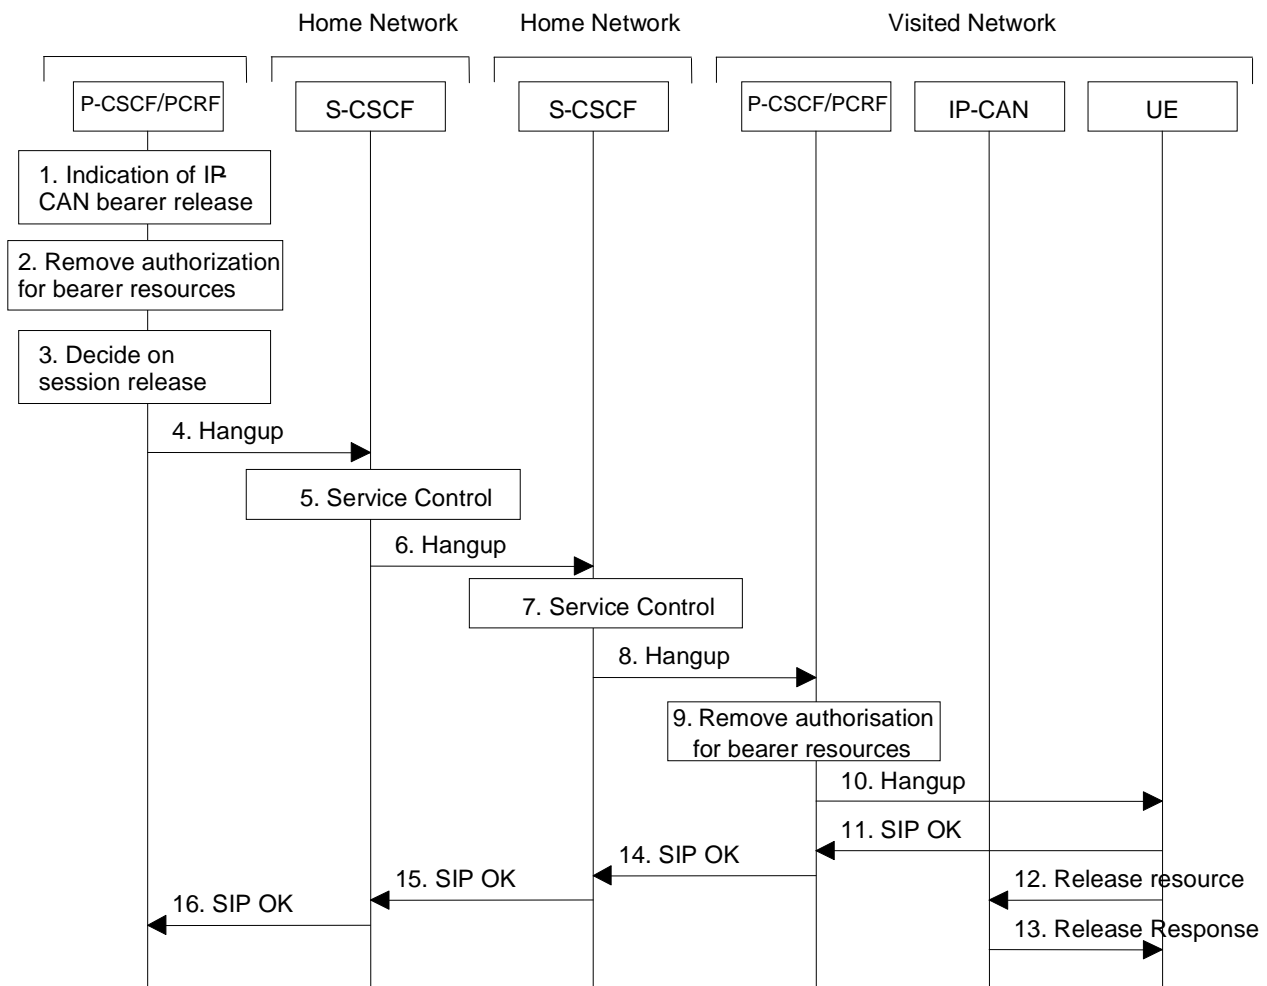 Home Network
Home Network
Visited Network
P-CSCF/PCRF
S-CSCF
S-CSCF
P-CSCF/PCRF
IP-CAN
UE
1. Indication of IP-
CAN bearer release
2. Remove authorization
for bearer resources
3. Decide on
session release
4. Hangup
5. Service Control
6. Hangup
7. Service Control
8. Hangup
9. Remove authorisation
for bearer resources
10. Hangup
11. SIP OK
14. SIP OK
15. SIP OK
12. Release resource
16. SIP OK
13. Release Response